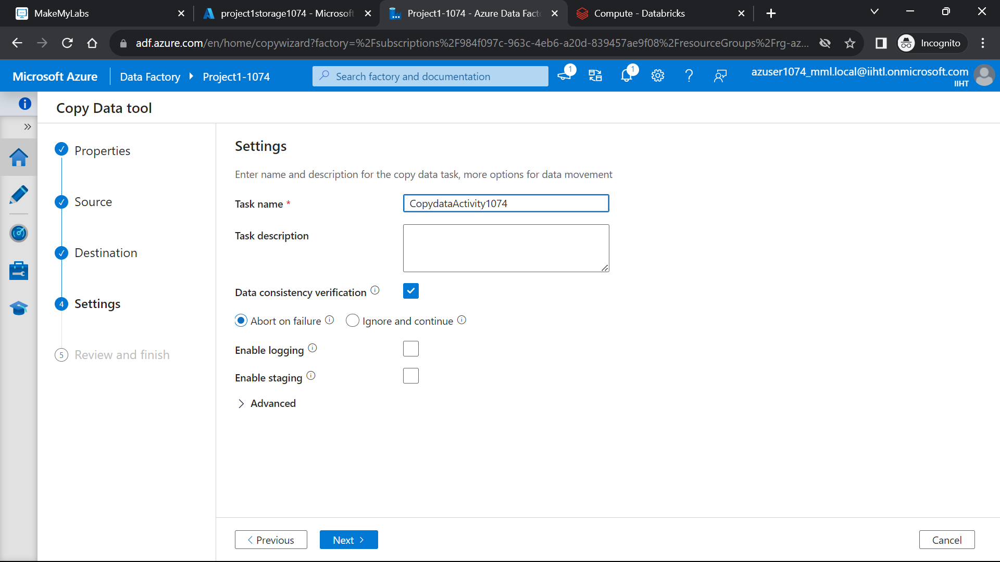 MakeMyLabs
project1storage1074 - Microsoft
Project1-1074 - Azure Data Facto
Compute - Databricks
adf.azure.com/en/home/copywizard?factory=%2Fsubscriptions%2F984f097c-963c-4eb6-a20d-839457ae9f08%2FresourceGroups%2Frg-az...
Incognito
Microsoft Azure
Data Factory
Project1-1074
Search factory and documentation
1
1
azuser1074_mml.local@iihtl.onmicrosoft.com
IIHT
Copy Data tool
Properties
Source
Destination
4 Settings
5 Review and finish
Settings
Enter name and description for the copy data task, more options for data movement
Task name * CopydataActivity1074
Task description
Data consistency verification
Abort on failure Ignore and continue
Enable logging
Enable staging
Advanced
< Previous
Next >
Cancel